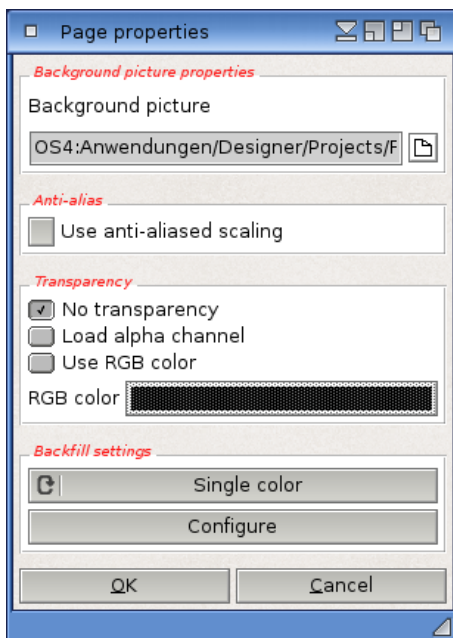 Page properties
Background picture properties
Background picture
OS4:Anwendungen/Designer/Projects/F
Anti-alias
Use anti-aliased scaling
Transparency
No transparency
Load alpha channel
Use RGB color
RGB color
Backfill settings
Single color
Configure
OK Cancel